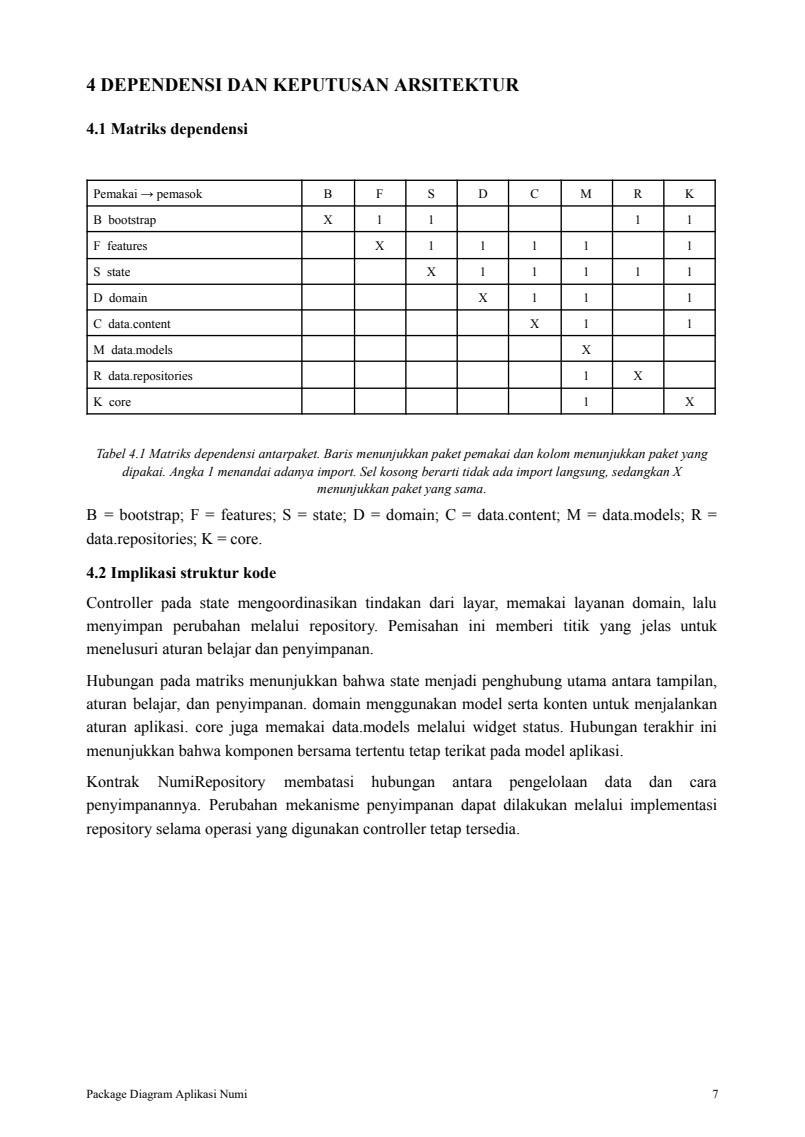 4 DEPENDENSI DAN KEPUTUSAN ARSITEKTUR
4.1 Matriks dependensi
Pemakai → pemasok B F S D C M R K
B bootstrap X 1 1 1 1
F features X 1 1 1 1 1
S state X 1 1 1 1 1
D domain X 1 1 1
C data.content X 1 1
M data.models X
R data.repositories 1 X
K core 1 X
Tabel 4.1 Matriks dependensi antarpaket. Baris menunjukkan paket pemakai dan kolom menunjukkan paket yang
dipakai. Angka 1 menandai adanya import. Sel kosong berarti tidak ada import langsung, sedangkan X
menunjukkan paket yang sama.
B = bootstrap; F = features; S = state; D = domain; C = data.content; M = data.models; R =
data.repositories; K = core.
4.2 Implikasi struktur kode
Controller pada state mengoordinasikan tindakan dari layar, memakai layanan domain, lalu
menyimpan perubahan melalui repository. Pemisahan ini memberi titik yang jelas untuk
menelusuri aturan belajar dan penyimpanan.
Hubungan pada matriks menunjukkan bahwa state menjadi penghubung utama antara tampilan,
aturan belajar, dan penyimpanan. domain menggunakan model serta konten untuk menjalankan
aturan aplikasi. core juga memakai data.models melalui widget status. Hubungan terakhir ini
menunjukkan bahwa komponen bersama tertentu tetap terikat pada model aplikasi.
Kontrak NumiRepository membatasi hubungan antara pengelolaan data dan cara
penyimpanannya. Perubahan mekanisme penyimpanan dapat dilakukan melalui implementasi
repository selama operasi yang digunakan controller tetap tersedia.
Package Diagram Aplikasi Numi 7